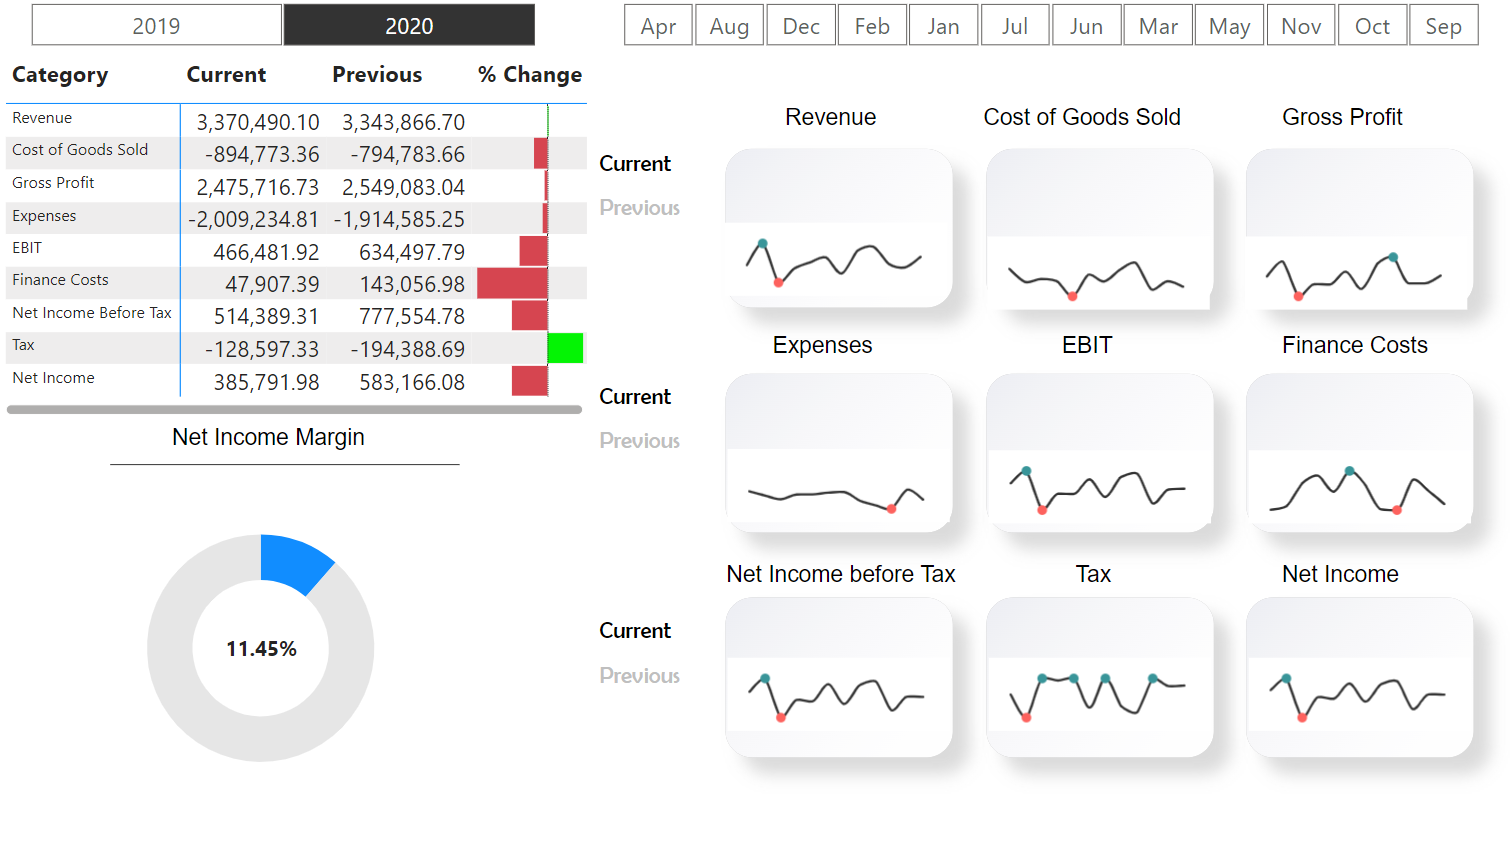 2019 2020
Apr Aug Dec Feb Jan Jul Jun Mar May Nov Oct Sep
Category Current Previous % Change
Revenue 3,370,490.10 3,343,866.70
Cost of Goods Sold -894,773.36 -794,783.66
Gross Profit 2,475,716.73 2,549,083.04
Expenses -2,009,234.81 -1,914,585.25
EBIT 466,481.92 634,497.79
Finance Costs 47,907.39 143,056.98
Net Income Before Tax 514,389.31 777,554.78
Tax -128,597.33 -194,388.69
Net Income 385,791.98 583,166.08
Net Income Margin
11.45%
Revenue Cost of Goods Sold Gross Profit
Current
Previous
Expenses EBIT Finance Costs
Current
Previous
Net Income before Tax Tax Net Income
Current
Previous